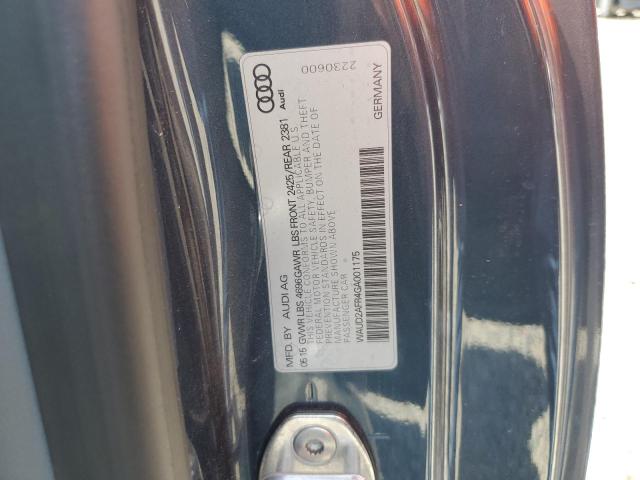 MFD. BY AUDI AG
05 15 GVWR LBS 4696 GAWR LBS FRONT 2425/REAR 2381
THIS VEHICLE CONFORMS TO ALL APPLICABLE U.S.
FEDERAL MOTOR VEHICLE SAFETY, BUMPER AND THEFT
PREVENTION STANDARDS IN EFFECT ON THE DATE OF
MANUFACTURE SHOWN ABOVE
PASSENGER CAR
WAUD2AFR4GA001175
Audi
2230600
GERMANY